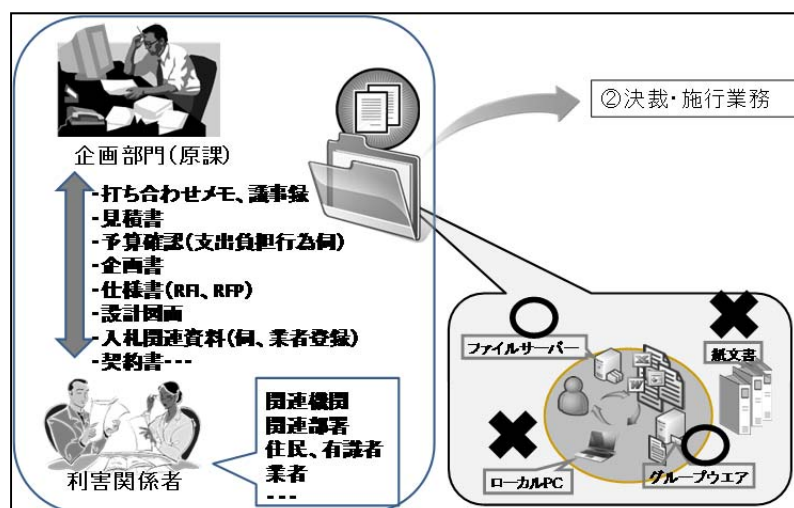 企画部門(原課)
-打ち合わせメモ、議事録
-見積書
-予算確認(支出負担行為伺)
-企画書
-仕様書(RFI、RFP)
-設計図画
-入札関連資料(伺、業者登録)
-契約書---
利害関係者
関連機関
関連部署
住民、有識者
業者
---
②決裁・施行業務
ファイルサーバー
紙文書
ローカルPC
グループウエア